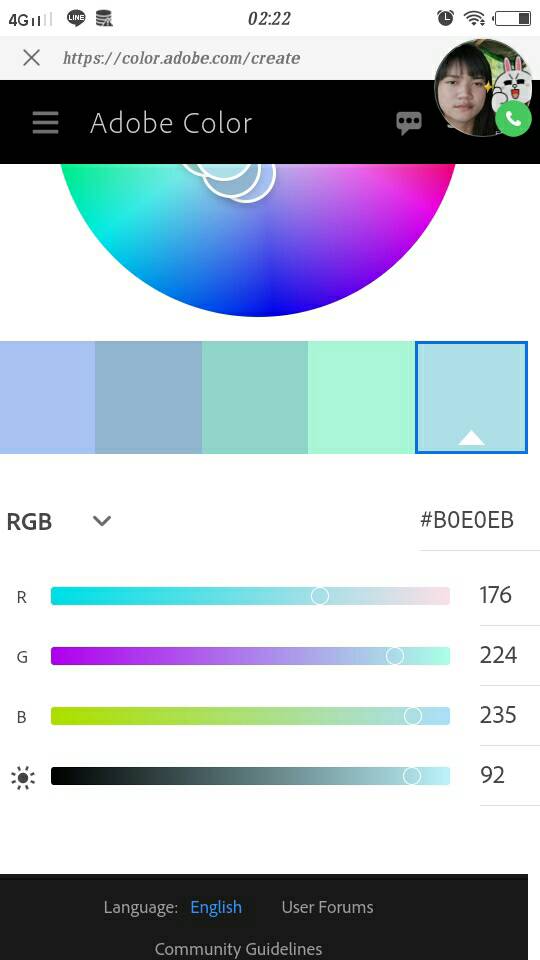 4G 02:22
LINE
https://color.adobe.com/create
Adobe Color
RGB #B0E0EB
R 176
G 224
B 235
92
Language: English User Forums
Community Guidelines